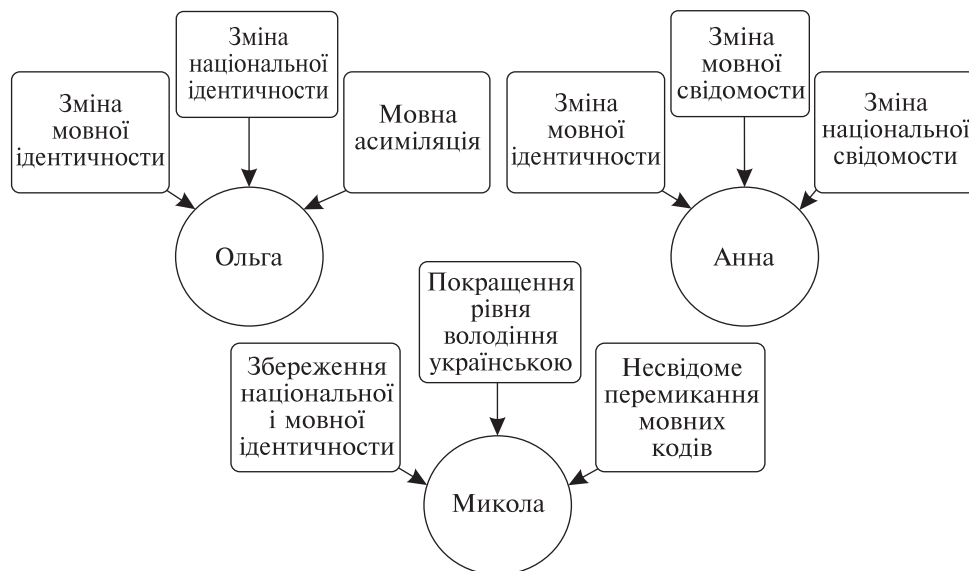 Зміна
національної
ідентичности
Зміна
мовної
ідентичности
Мовна
асиміляція
Ольга
Зміна
мовної
свідомости
Зміна
мовної
ідентичности
Зміна
національної
свідомости
Анна
Покращення
рівня
володіння
українською
Збереження
національної
і мовної
ідентичности
Несвідоме
перемикання
мовних
кодів
Микола